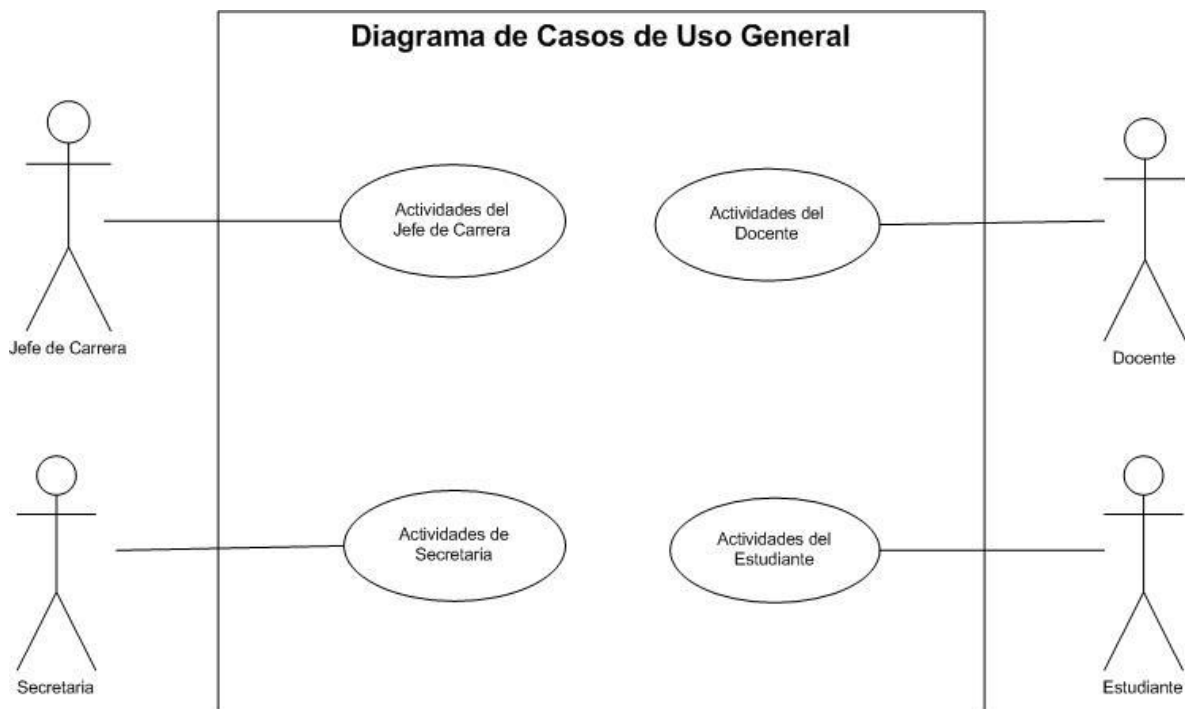 Diagrama de Casos de Uso General
Actividades del
Jefe de Carrera
Actividades del
Docente
Jefe de Carrera
Docente
Actividades de
Secretaria
Actividades del
Estudiante
Secretaria
Estudiante